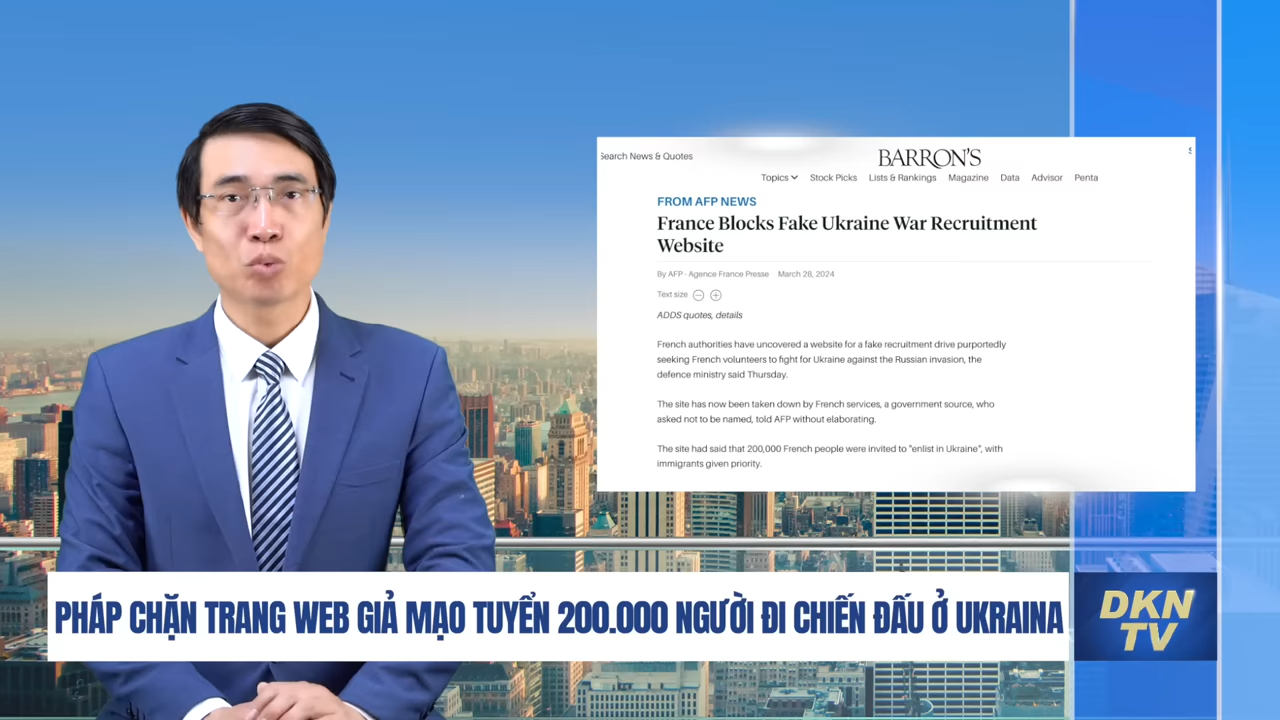 Search News & Quotes
BARRON'S
Topics Stock Picks Lists & Rankings Magazine Data Advisor Penta
FROM AFP NEWS
France Blocks Fake Ukraine War Recruitment
Website
By AFP - Agence France Presse March 28, 2024
Text size
ADDS quotes, details
French authorities have uncovered a website for a fake recruitment drive purportedly
seeking French volunteers to fight for Ukraine against the Russian invasion, the
defence ministry said Thursday.
The site has now been taken down by French services, a government source, who
asked not to be named, told AFP without elaborating.
The site had said that 200,000 French people were invited to "enlist in Ukraine", with
immigrants given priority.
PHÁP CHẶN TRANG WEB GIẢ MẠO TUYỂN 200.000 NGƯỜI ĐI CHIẾN ĐẤU Ở UKRAINA
DKN
TV